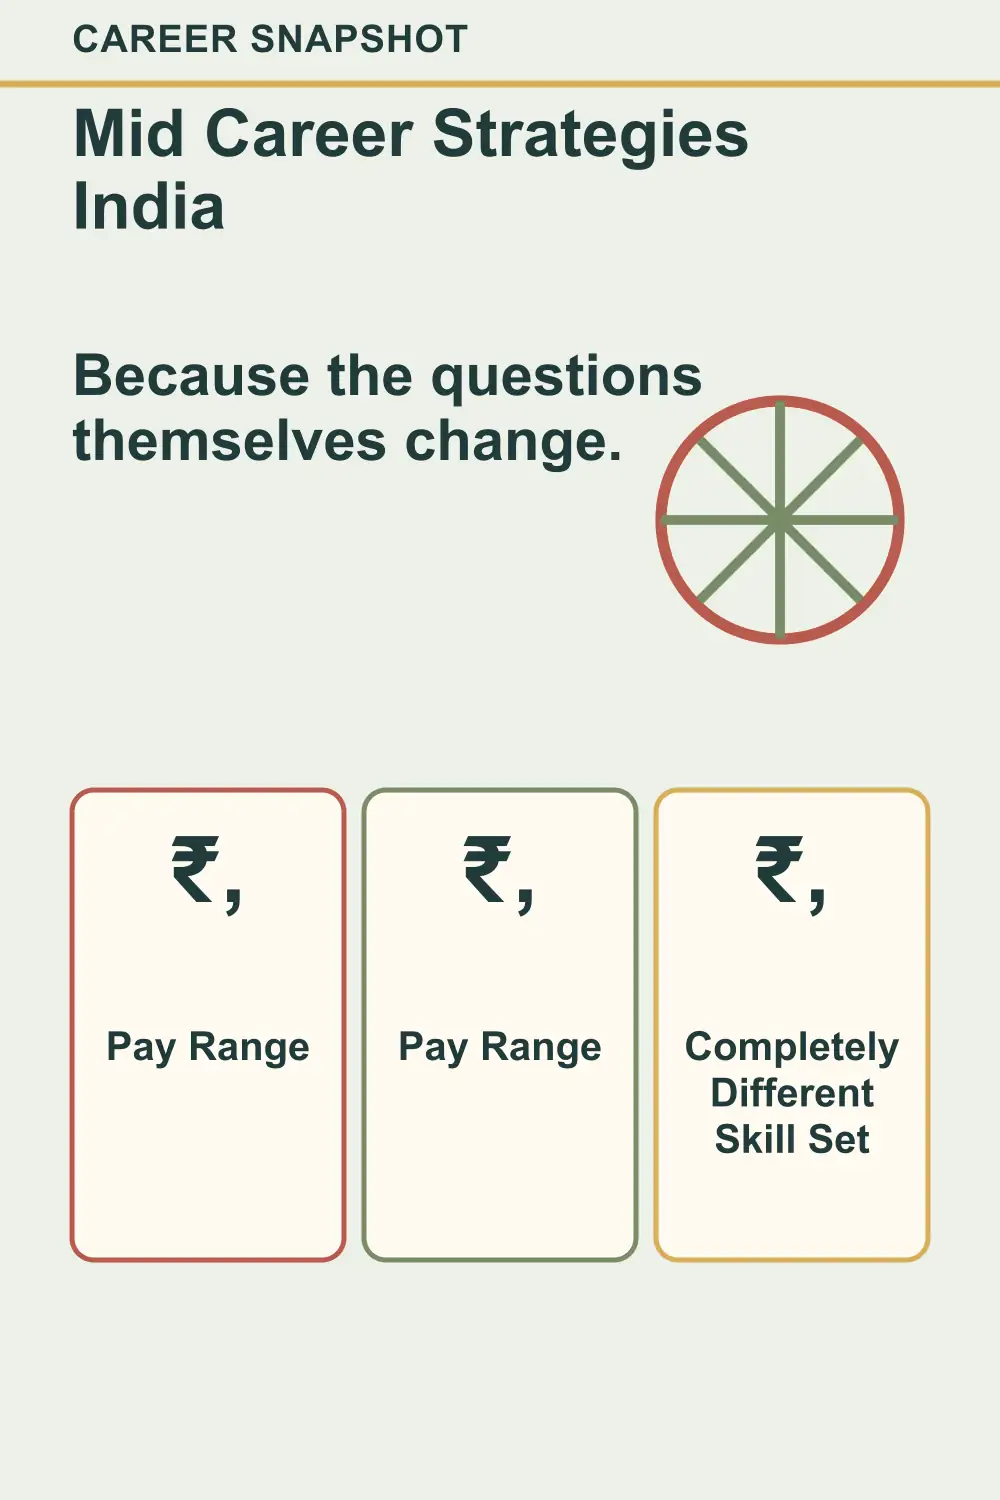 CAREER SNAPSHOT
Mid Career Strategies
India
Because the questions
themselves change.
₹,
₹,
₹,
Pay Range
Pay Range
Completely
Different
Skill Set